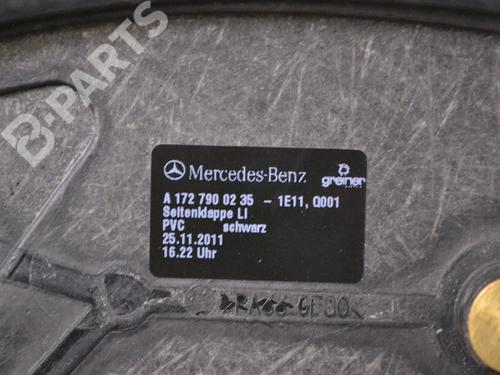 B-PARTS
Mercedes-Benz greiner
A 172 790 02 35 - 1E11, Q001
Seitenklappe LI
PVC schwarz
25.11.2011
16.22 Uhr